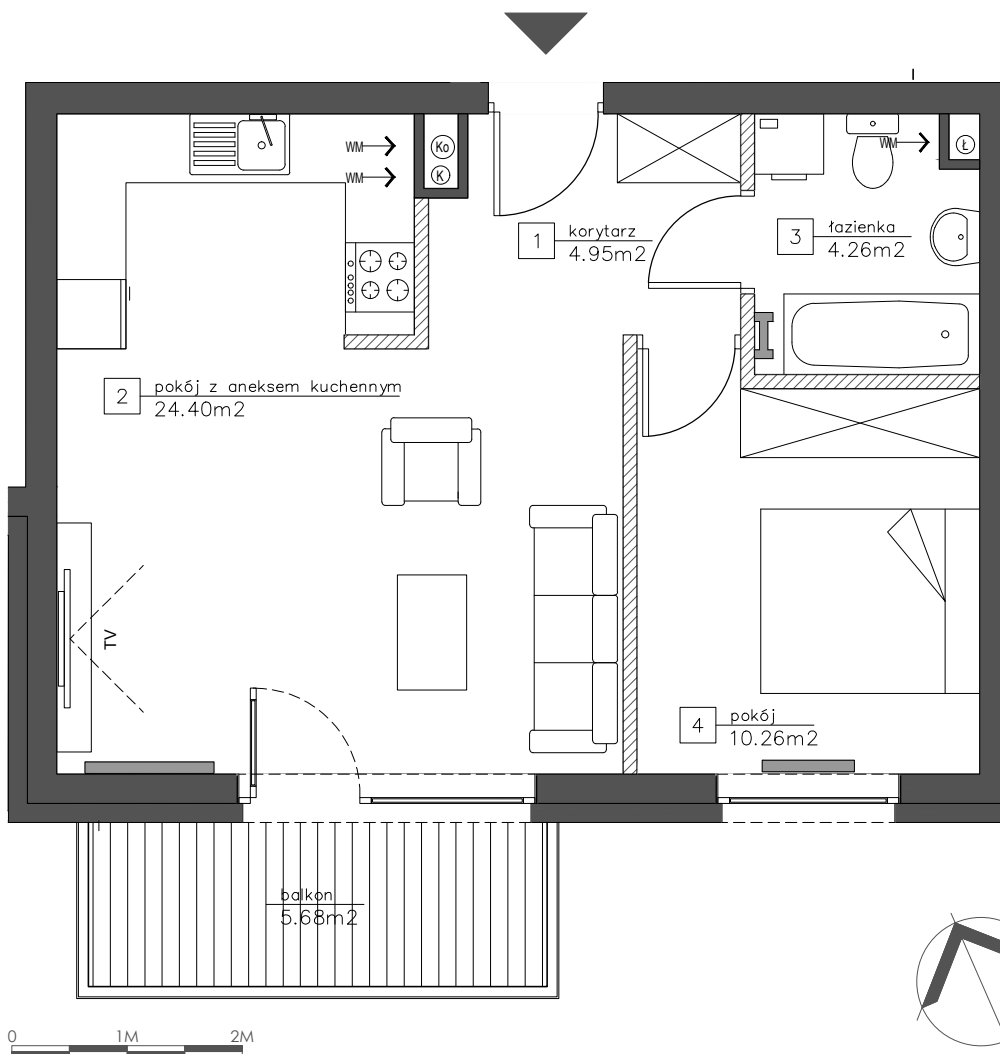 WM
Ko
WM
K
WM
Ł
1
korytarz
4.95m2
3
łazienka
4.26m2
2
pokój z aneksem kuchennym
24.40m2
TV
4
pokój
10.26m2
balkon
5.68m2
0 1M 2M